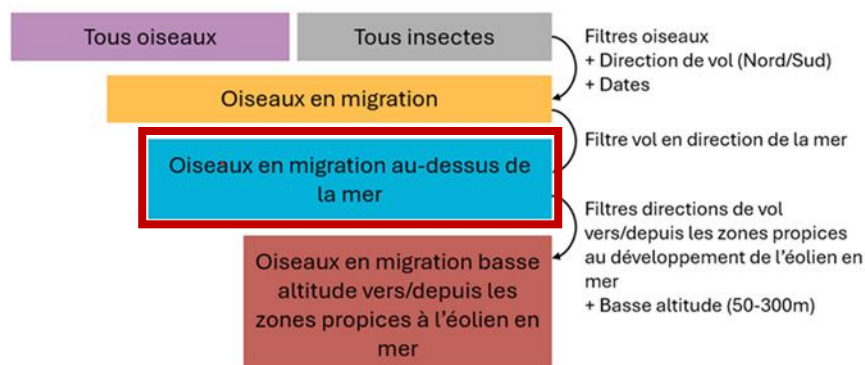 Tous oiseaux
Tous insectes
Filtres oiseaux
+ Direction de vol (Nord/Sud)
+ Dates
Oiseaux en migration
Filtre vol en direction de la mer
Oiseaux en migration au-dessus de
la mer
Filtres directions de vol
vers/depuis les zones propices
au développement de l'éolien en
mer
+ Basse altitude (50-300m)
Oiseaux en migration basse
altitude vers/depuis les
zones propices à l'éolien en
mer